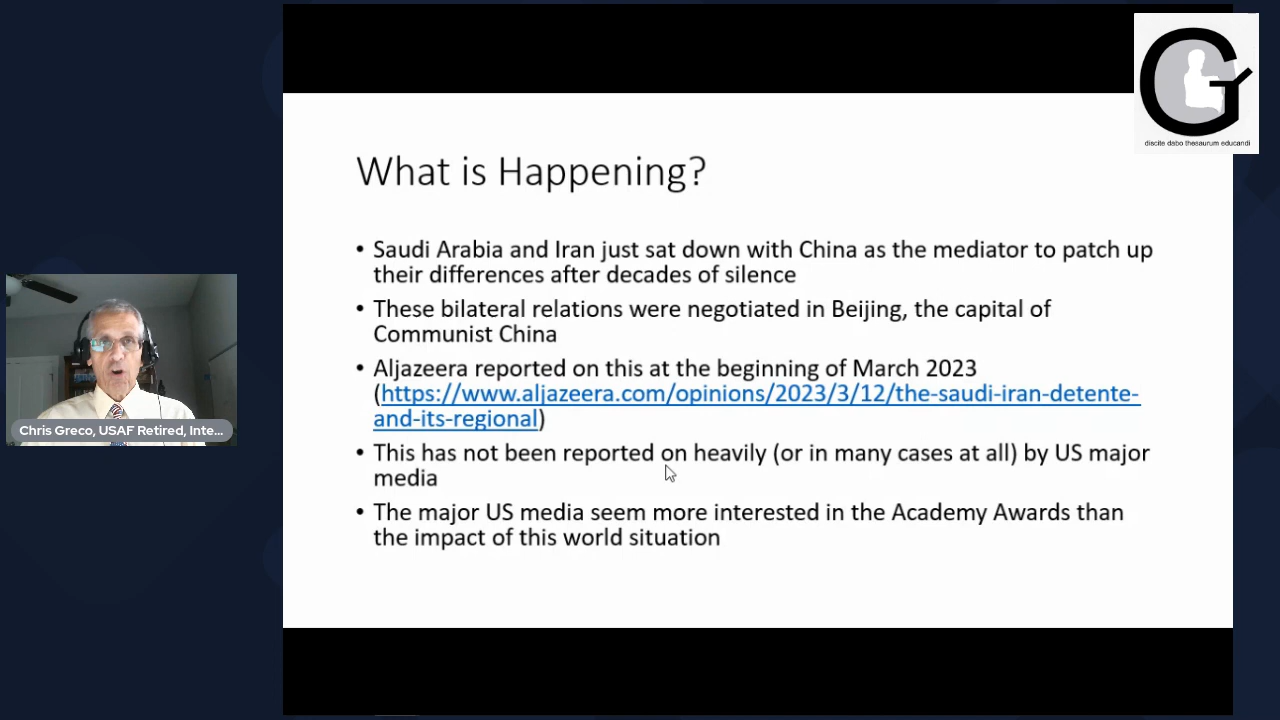 discite dabo thesaurum educandi
What is Happening?
• Saudi Arabia and Iran just sat down with China as the mediator to patch up
their differences after decades of silence
• These bilateral relations were negotiated in Beijing, the capital of
Communist China
• Aljazeera reported on this at the beginning of March 2023
(https://www.aljazeera.com/opinions/2023/3/12/the-saudi-iran-detente-
and-its-regional)
• This has not been reported on heavily (or in many cases at all) by US major
media
• The major US media seem more interested in the Academy Awards than
the impact of this world situation
Chris Greco, USAF Retired, Inte...